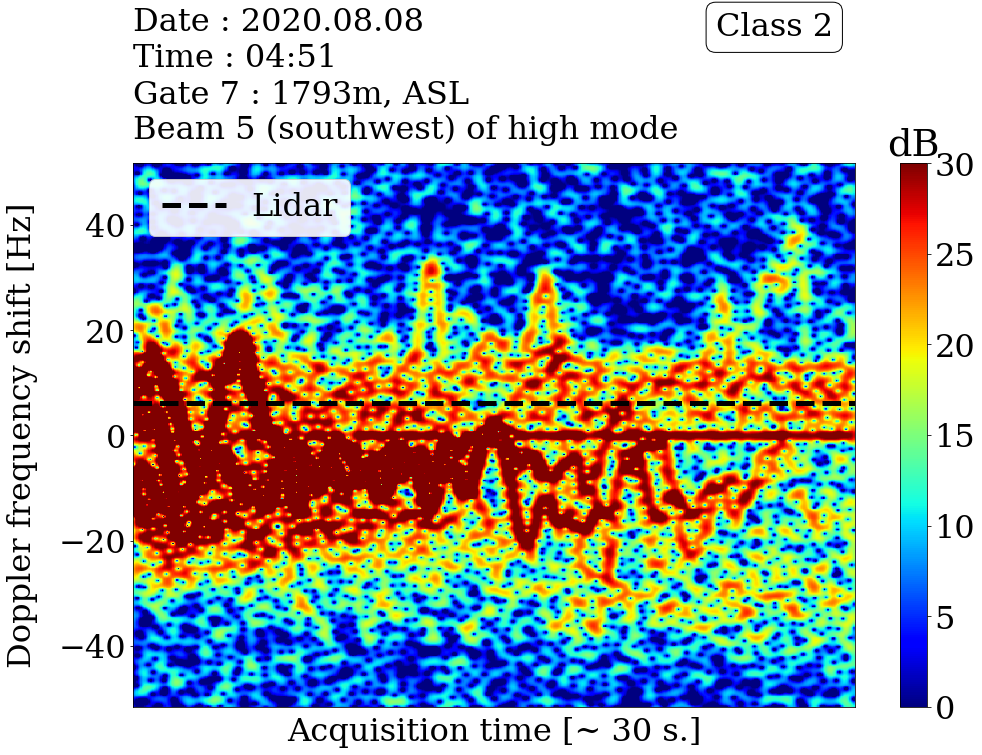 Date : 2020.08.08
Time : 04:51
Gate 7 : 1793m, ASL
Beam 5 (southwest) of high mode
Class 2
dB
Lidar
Doppler frequency shift [Hz]
40
20
0
−20
−40
30
25
20
15
10
5
0
Acquisition time [~ 30 s.]